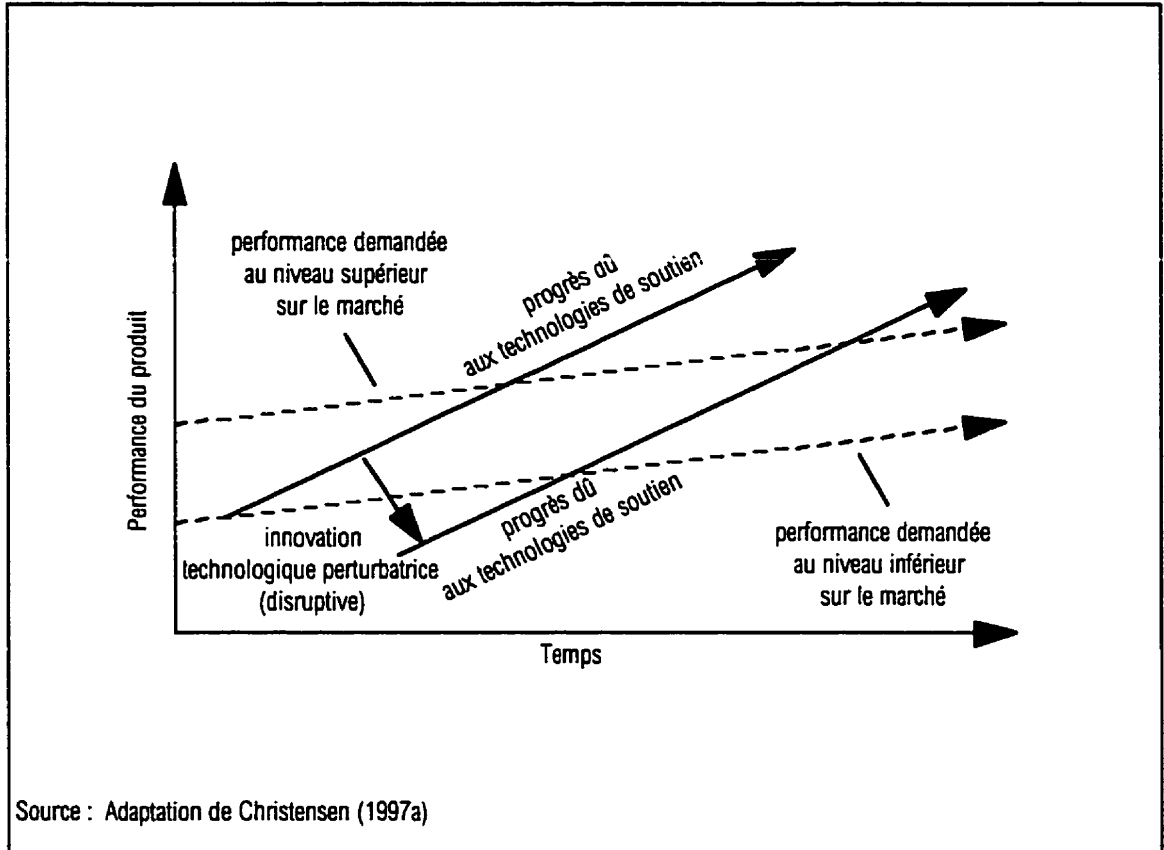 performance demandée
au niveau supérieur
sur le marché
progrès dû
aux technologies de soutien
Performance du produit
innovation
technologique perturbatrice
(disruptive)
progrès dû
aux technologies de soutien
performance demandée
au niveau inférieur
sur le marché
Temps
Source : Adaptation de Christensen (1997a)